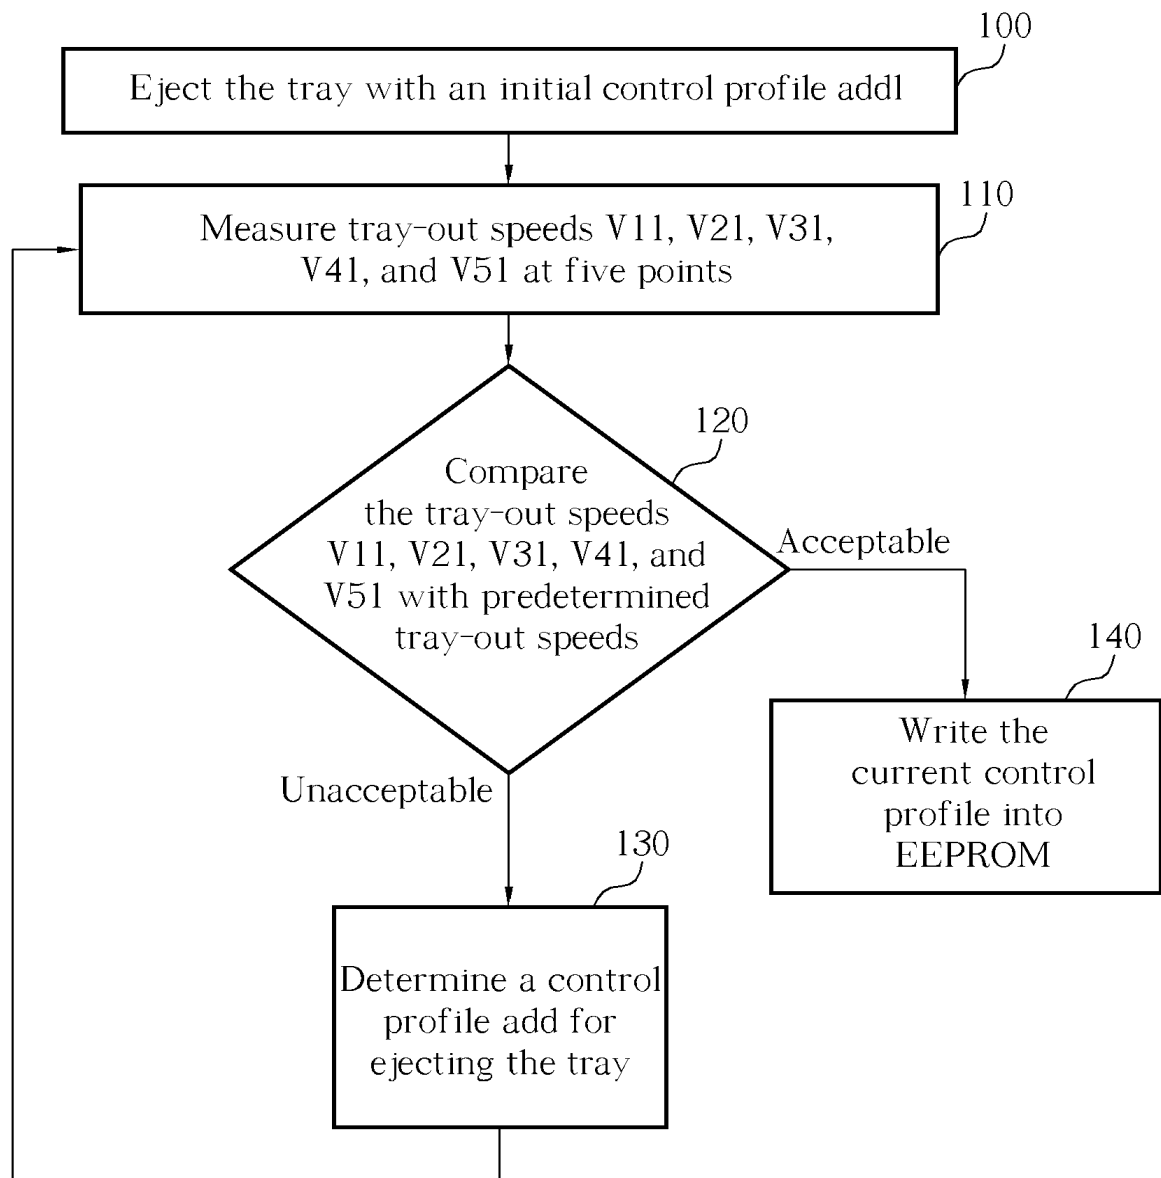 100
Eject the tray with an initial control profile add1
110
Measure tray-out speeds V11, V21, V31,
V41, and V51 at five points
120
Compare
the tray-out speeds
V11, V21, V31, V41, and
V51 with predetermined
tray-out speeds
Acceptable
140
Write the
current control
profile into
EEPROM
Unacceptable
130
Determine a control
profile add for
ejecting the tray